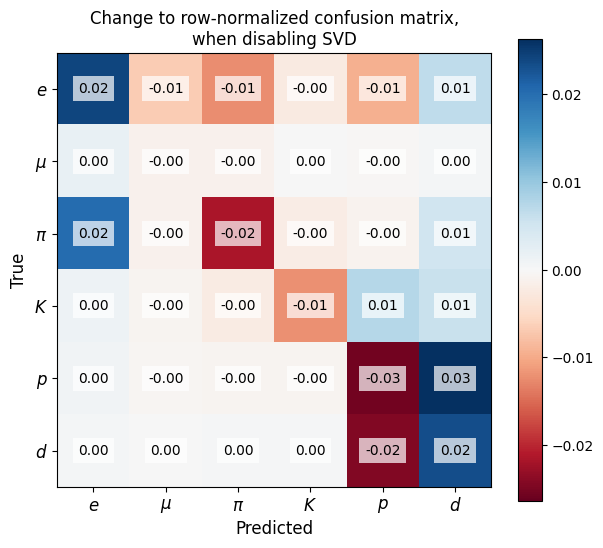 Change to row-normalized confusion matrix,
when disabling SVD
e 0.02 -0.01 -0.01 -0.00 -0.01 0.01
μ 0.00 -0.00 -0.00 0.00 -0.00 0.00
π 0.02 -0.00 -0.02 -0.00 -0.00 0.01
K 0.00 -0.00 -0.00 -0.01 0.01 0.01
p 0.00 -0.00 -0.00 -0.00 -0.03 0.03
d 0.00 0.00 0.00 0.00 -0.02 0.02
e μ π K p d
Predicted
True
0.02
0.01
0.00
−0.01
−0.02